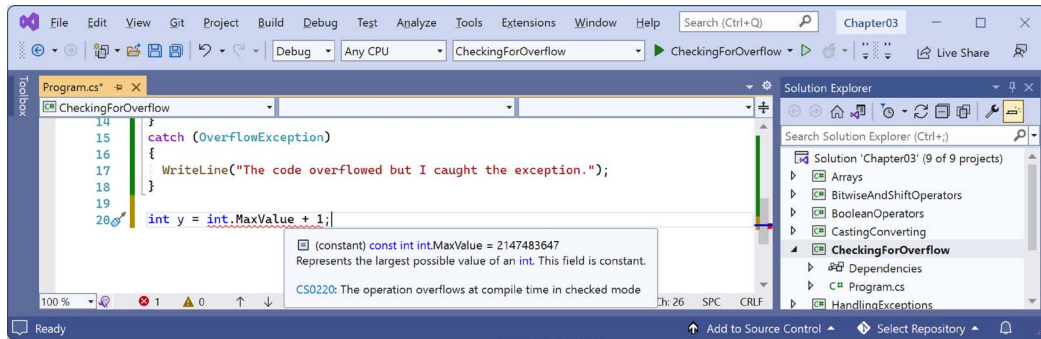 File Edit View Git Project Build Debug Test Analyze Tools Extensions Window Help Search (Ctrl+Q) Chapter03
Debug Any CPU CheckingForOverflow CheckingForOverflow Live Share
Toolbox
Program.cs*
CheckingForOverflow
14 }
15 catch (OverflowException)
16 {
17 WriteLine("The code overflowed but I caught the exception.");
18 }
19
20 int y = int.MaxValue + 1;
(constant) const int int.MaxValue = 2147483647
Represents the largest possible value of an int. This field is constant.
CS0220: The operation overflows at compile time in checked mode
100 % 1 0 Ch: 26 SPC CRLF
Solution Explorer
Search Solution Explorer (Ctrl+;)
Solution 'Chapter03' (9 of 9 projects)
C# Arrays
C# BitwiseAndShiftOperators
C# BooleanOperators
C# CastingConverting
C# CheckingForOverflow
Dependencies
C# Program.cs
C# HandlingExceptions
Ready Add to Source Control Select Repository